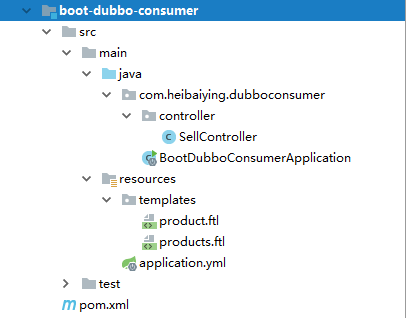 boot-dubbo-consumer
src
main
java
com.heibaiying.dubboconsumer
controller
SellController
BootDubboConsumerApplication
resources
templates
product.ftl
products.ftl
application.yml
test
pom.xml